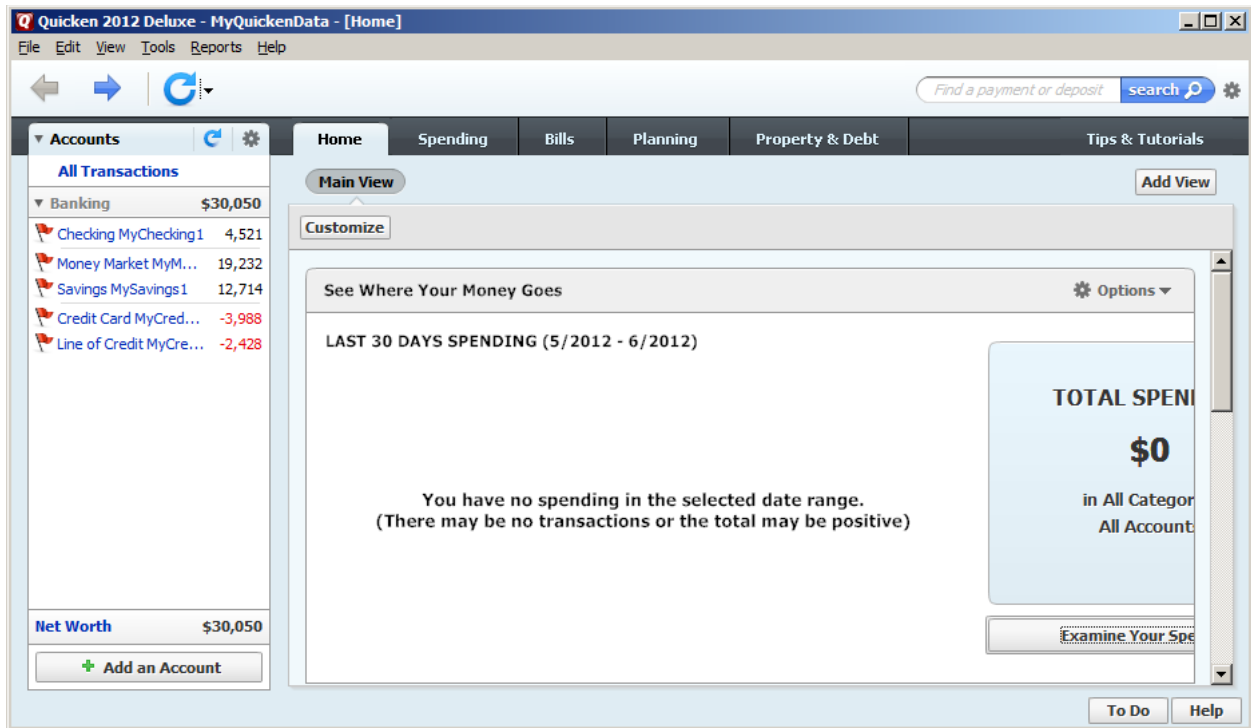 Quicken 2012 Deluxe - MyQuickenData - [Home]
File Edit View Tools Reports Help
Find a payment or deposit search
Accounts
Home Spending Bills Planning Property & Debt Tips & Tutorials
All Transactions
Main View Add View
Banking $30,050
Customize
Checking MyChecking1 4,521
Money Market MyM... 19,232
Savings MySavings1 12,714
Credit Card MyCred... -3,988
Line of Credit MyCre... -2,428
See Where Your Money Goes Options
LAST 30 DAYS SPENDING (5/2012 - 6/2012)
TOTAL SPEN
$0
You have no spending in the selected date range.
(There may be no transactions or the total may be positive)
in All Categor
All Account
Net Worth $30,050
Examine Your Spe
Add an Account
To Do Help